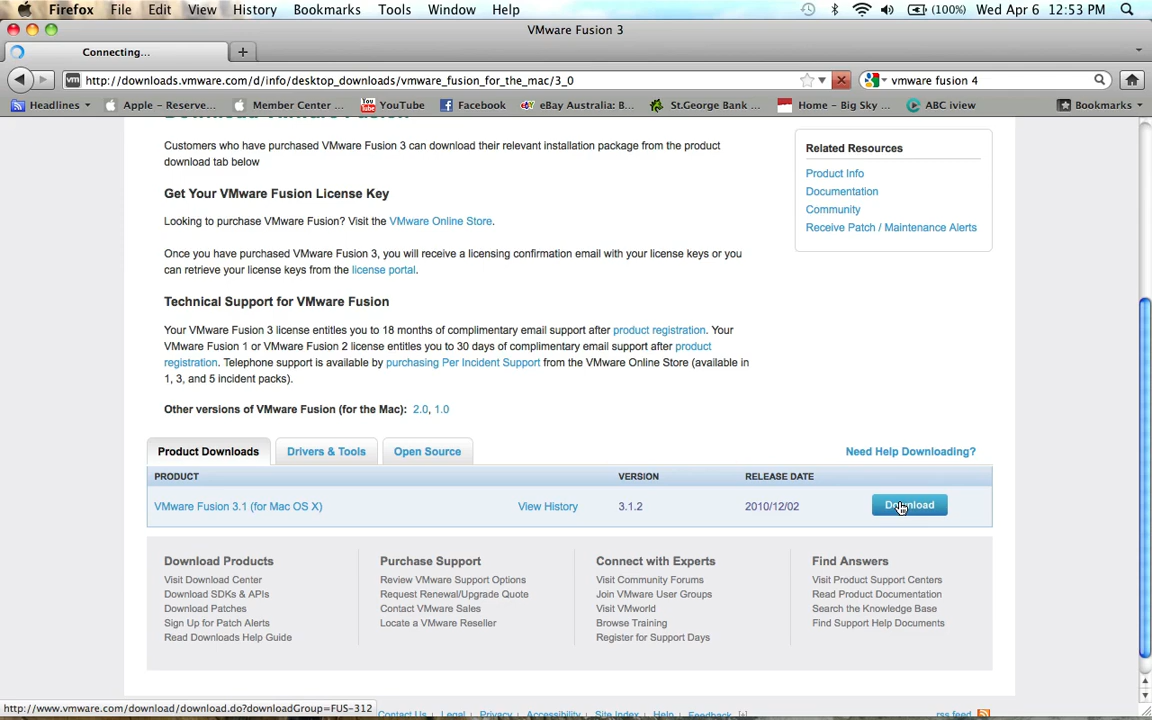 Firefox File Edit View History Bookmarks Tools Window Help (100%) Wed Apr 6 12:53 PM
VMware Fusion 3
Connecting... +
vm http://downloads.vmware.com/d/info/desktop_downloads/vmware_fusion_for_the_mac/3_0 vmware fusion 4
Headlines Apple - Reserve... Member Center ... YouTube Facebook eBay Australia: B... St.George Bank ... Home - Big Sky ... ABC iview Bookmarks
Download VMware Fusion
Customers who have purchased VMware Fusion 3 can download their relevant installation package from the product
download tab below
Get Your VMware Fusion License Key
Looking to purchase VMware Fusion? Visit the VMware Online Store.
Once you have purchased VMware Fusion 3, you will receive a licensing confirmation email with your license keys or you
can retrieve your license keys from the license portal.
Technical Support for VMware Fusion
Your VMware Fusion 3 license entitles you to 18 months of complimentary email support after product registration. Your
VMware Fusion 1 or VMware Fusion 2 license entitles you to 30 days of complimentary email support after product
registration. Telephone support is available by purchasing Per Incident Support from the VMware Online Store (available in
1, 3, and 5 incident packs).
Other versions of VMware Fusion (for the Mac): 2.0, 1.0
Related Resources
Product Info
Documentation
Community
Receive Patch / Maintenance Alerts
Product Downloads Drivers & Tools Open Source Need Help Downloading?
PRODUCT VERSION RELEASE DATE
VMware Fusion 3.1 (for Mac OS X) View History 3.1.2 2010/12/02 Download
Download Products
Visit Download Center
Download SDKs & APIs
Download Patches
Sign Up for Patch Alerts
Read Downloads Help Guide
Purchase Support
Review VMware Support Options
Request Renewal/Upgrade Quote
Contact VMware Sales
Locate a VMware Reseller
Connect with Experts
Visit Community Forums
Join VMware User Groups
Visit VMworld
Browse Training
Register for Support Days
Find Answers
Visit Product Support Centers
Read Product Documentation
Search the Knowledge Base
Find Support Help Documents
http://www.vmware.com/download/download.do?downloadGroup=FUS-312
Contact Us Legal Privacy Accessibility Site Index Help Feedback [+] rss feed